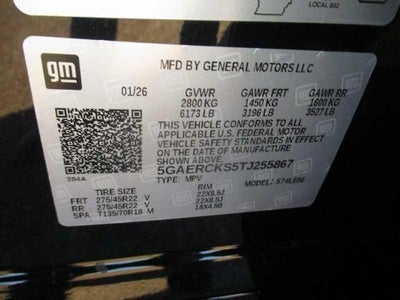 LOCAL 602
gm
MFD BY GENERAL MOTORS LLC
01/26 GVWR GAWR FRT GAWR RR
2800 KG 1450 KG 1600 KG
6173 LB 3196 LB 3527 LB
THIS VEHICLE CONFORMS TO ALL
APPLICABLE U.S. FEDERAL MOTOR
VEHICLE SAFETY AND THEFT PREVENTION
STANDARDS IN EFFECT ON THE DATE OF
MANUFACTURE SHOWN ABOVE.
5GAERCKS5TJ255867
TYPE: MPV MODEL: 574LE56
384A
TIRE SIZE RIM
FRT 275/45R22 V 22X8.5J
RR 275/45R22 V 22X8.5J
SPA T135/70R18 M 18X4.5B